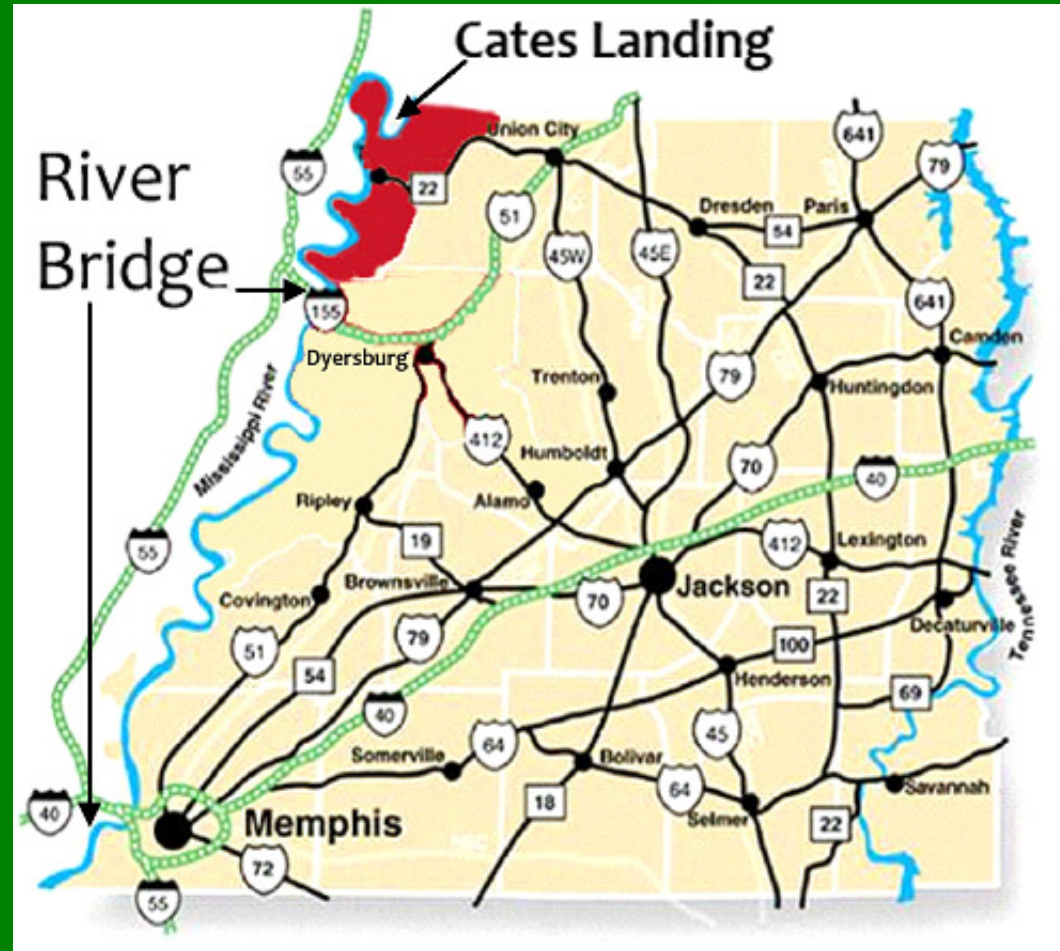 Cates Landing
River
Bridge
Union City
641
79
55
22
51
Dresden
Paris
54
45W
45E
22
641
155
Camden
Dyersburg
79
Trenton
Huntingdon
Mississippi River
412
Humboldt
70
40
Ripley
Alamo
55
19
412
Lexington
Tennessee River
Brownsville
Jackson
Covington
70
22
Decaturville
79
100
51
54
Henderson
69
40
45
64
Somerville
Bolivar
64
Savannah
18
Selmer
22
40
Memphis
72
55